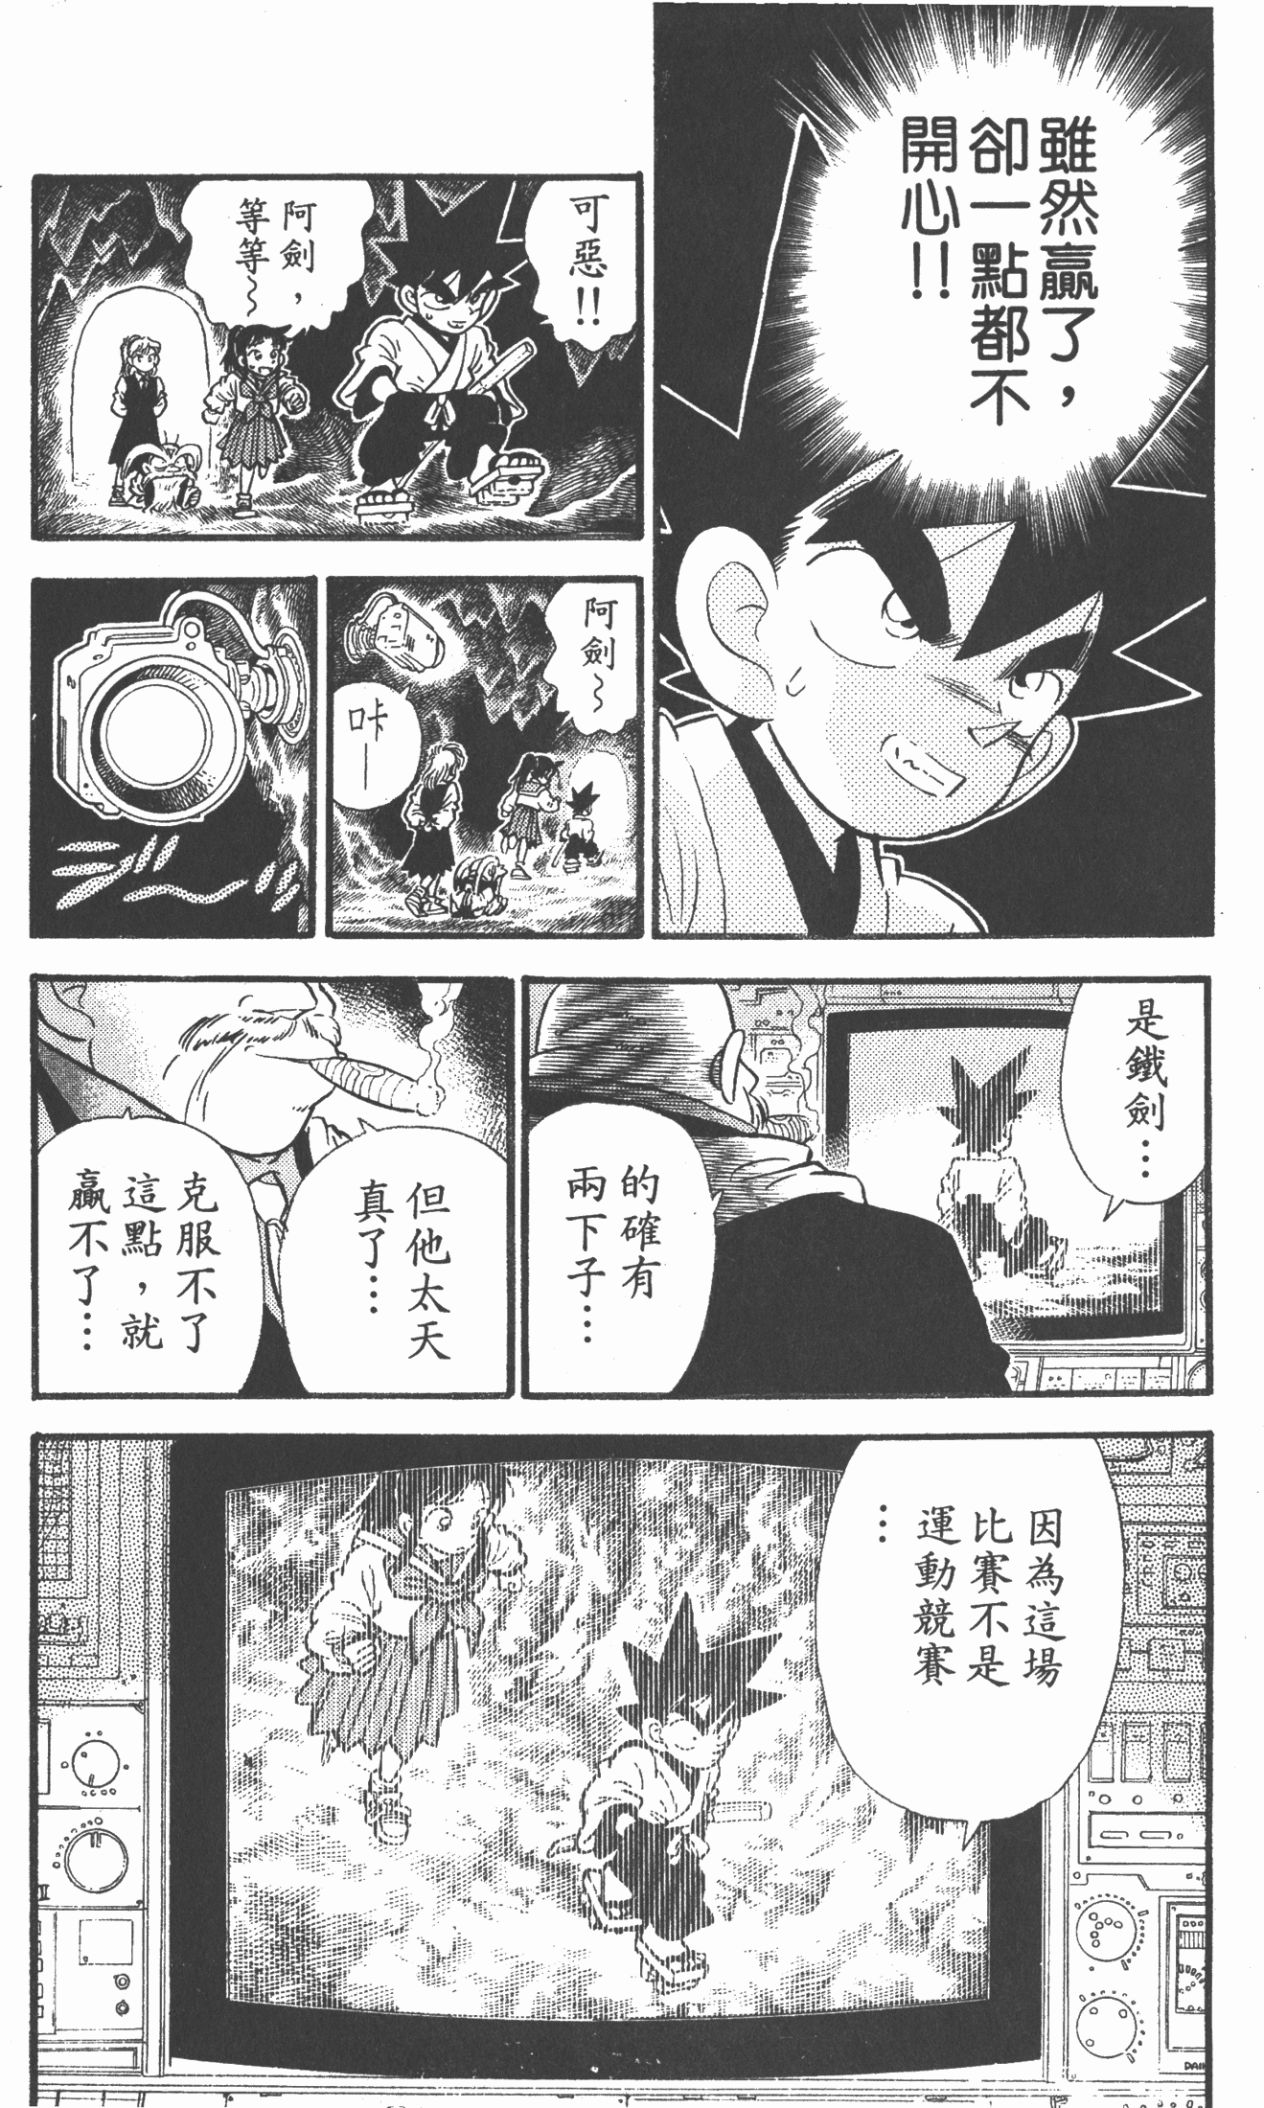 雖然贏了，
卻一點都不
開心!!
可惡!!
阿劍，
等等～
阿劍～
咔—
是鐵劍…
的確有
兩下子…
但他太天
真了…
克服不了
這點，就
贏不了…
因為這場
比賽不是
運動競賽
…